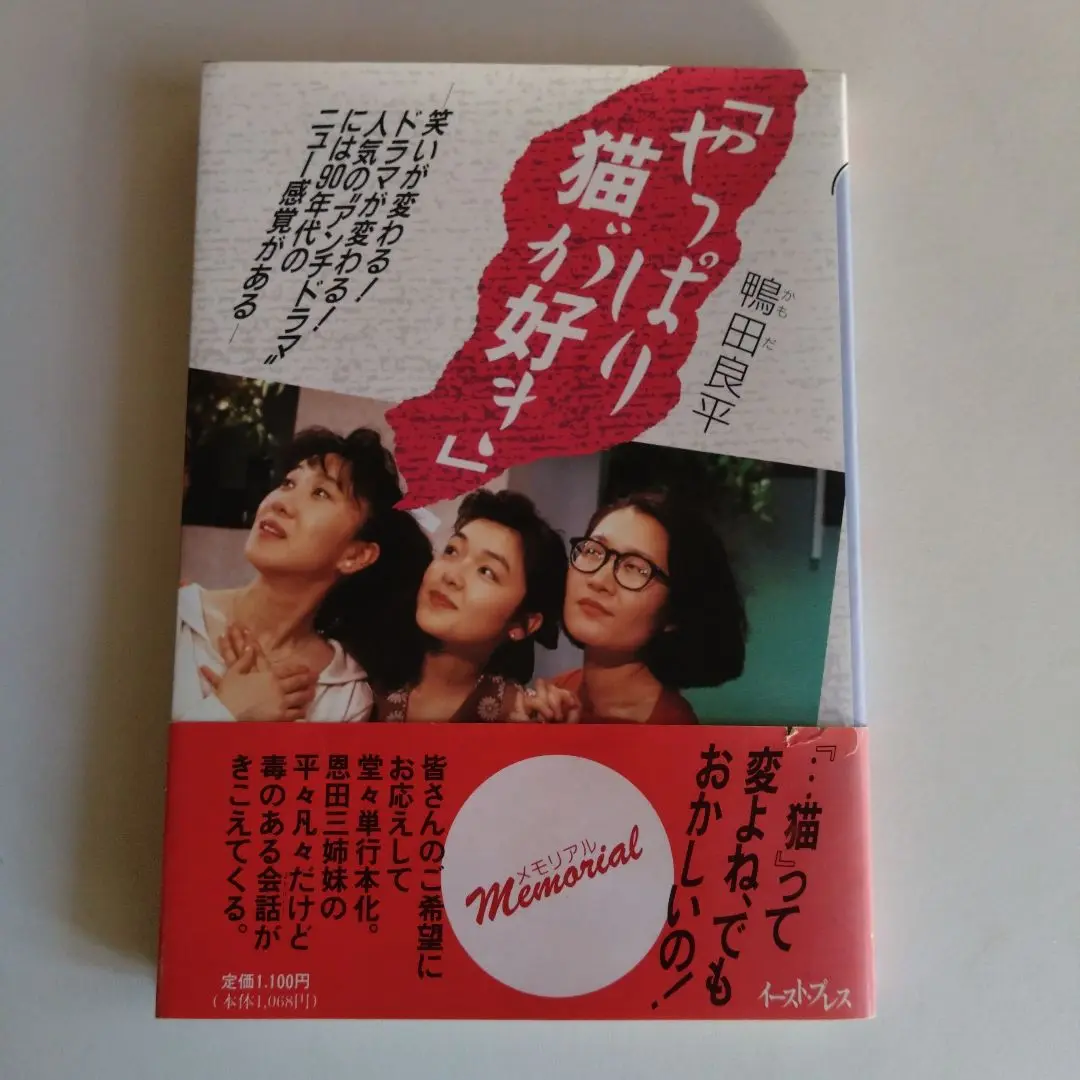 「やっぱり
猫が好き」
鴨田良平
かもだ
―笑いが変わる!
ドラマが変わる!
人気の〝アンチドラマ〟
には90年代の
ニュー感覚がある―
『…猫』って
変よね、でも
おかしいの!
メモリアル
Memorial
皆さんのご希望に
お応えして
堂々単行本化。
恩田三姉妹の
平々凡々だけど
毒のある会話が
きこえてくる。
定価1,100円
(本体1,068円)
イースト・プレス